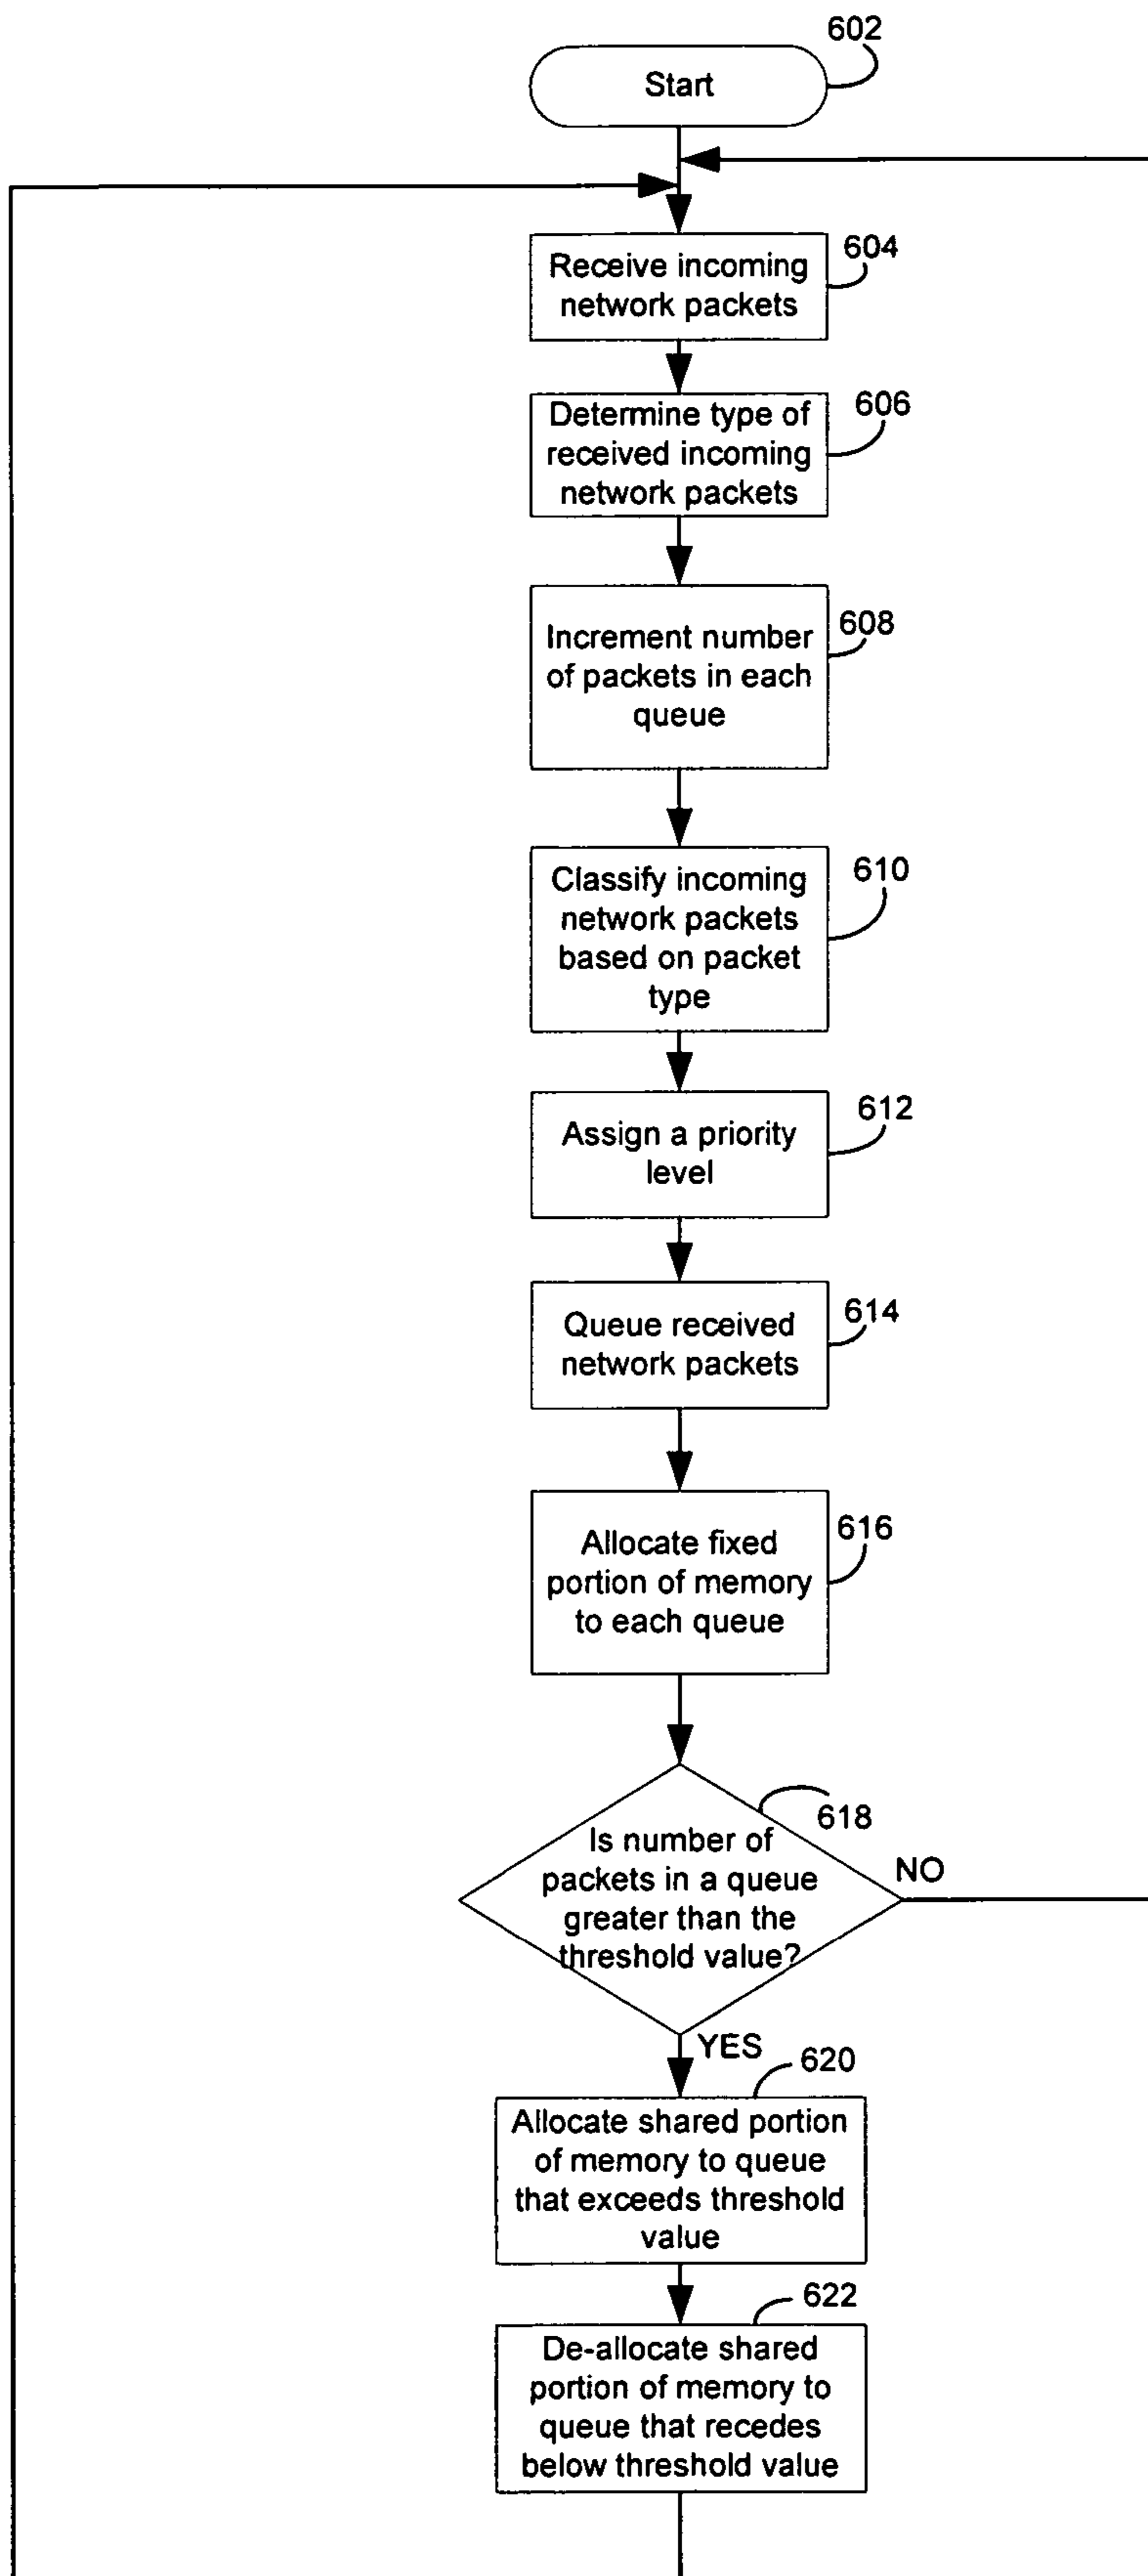 602
Start
604
Receive incoming
network packets
606
Determine type of
received incoming
network packets
608
Increment number
of packets in each
queue
610
Classify incoming
network packets
based on packet
type
612
Assign a priority
level
614
Queue received
network packets
616
Allocate fixed
portion of memory
to each queue
618
Is number of
packets in a queue
greater than the
threshold value?
NO
YES
620
Allocate shared portion
of memory to queue
that exceeds threshold
value
622
De-allocate shared
portion of memory to
queue that recedes
below threshold value